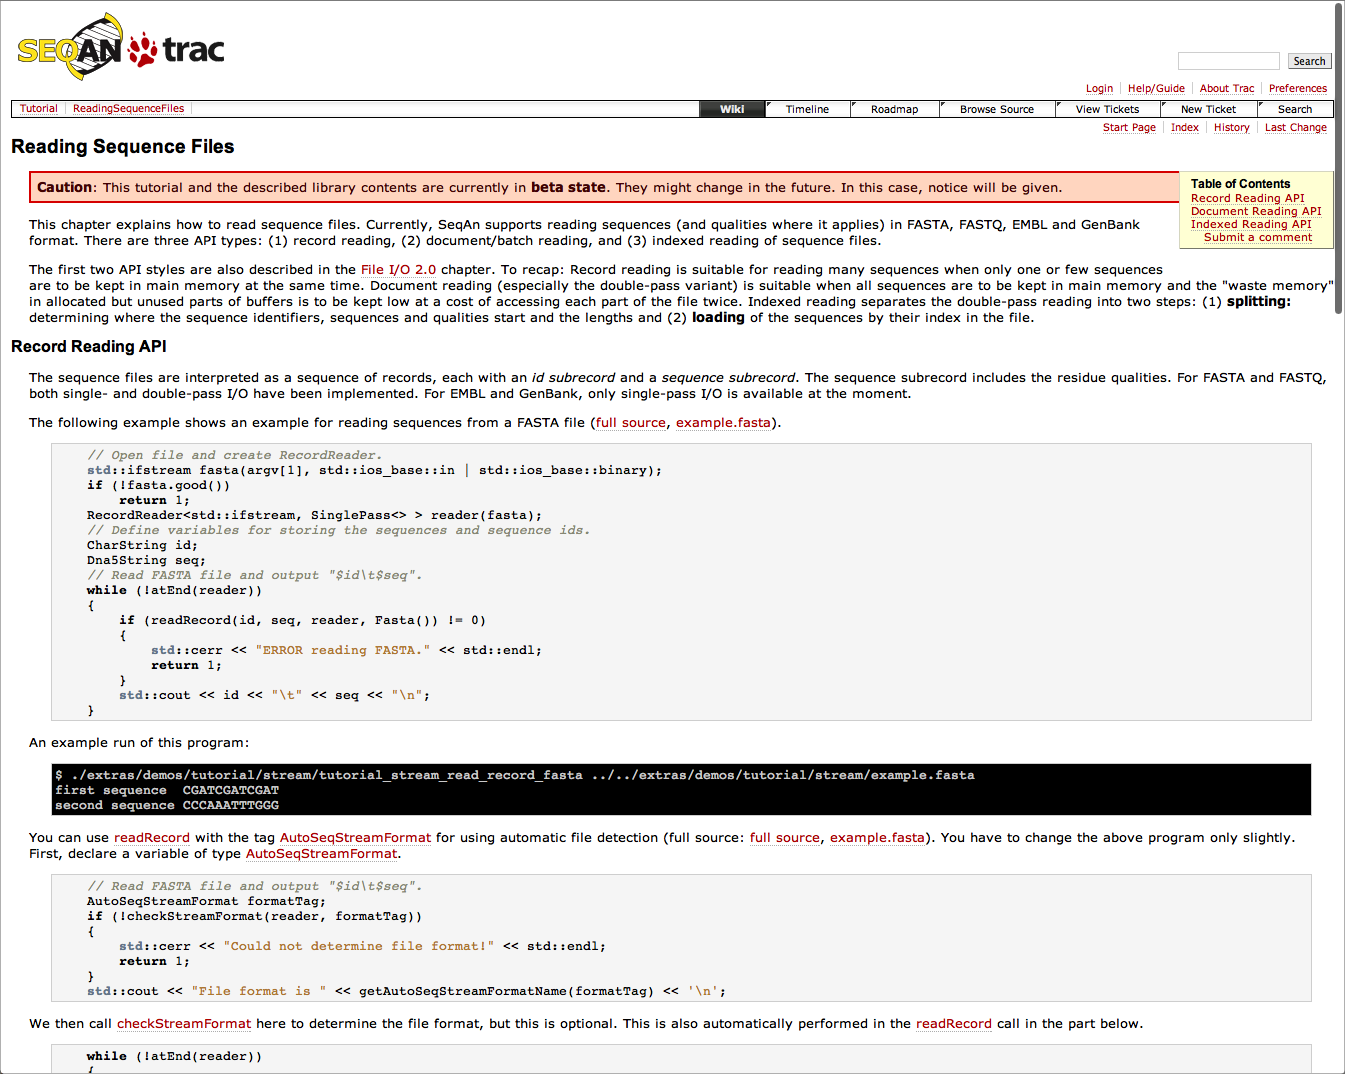 SEQAN trac
Search
Login Help/Guide About Trac Preferences
Tutorial ReadingSequenceFiles Wiki Timeline Roadmap Browse Source View Tickets New Ticket Search
Start Page Index History Last Change
Reading Sequence Files
Caution: This tutorial and the described library contents are currently in beta state. They might change in the future. In this case, notice will be given.
Table of Contents
Record Reading API
Document Reading API
Indexed Reading API
Submit a comment
This chapter explains how to read sequence files. Currently, SeqAn supports reading sequences (and qualities where it applies) in FASTA, FASTQ, EMBL and GenBank
format. There are three API types: (1) record reading, (2) document/batch reading, and (3) indexed reading of sequence files.
The first two API styles are also described in the File I/O 2.0 chapter. To recap: Record reading is suitable for reading many sequences when only one or few sequences
are to be kept in main memory at the same time. Document reading (especially the double-pass variant) is suitable when all sequences are to be kept in main memory and the "waste memory"
in allocated but unused parts of buffers is to be kept low at a cost of accessing each part of the file twice. Indexed reading separates the double-pass reading into two steps: (1) splitting:
determining where the sequence identifiers, sequences and qualities start and the lengths and (2) loading of the sequences by their index in the file.
Record Reading API
The sequence files are interpreted as a sequence of records, each with an id subrecord and a sequence subrecord. The sequence subrecord includes the residue qualities. For FASTA and FASTQ,
both single- and double-pass I/O have been implemented. For EMBL and GenBank, only single-pass I/O is available at the moment.
The following example shows an example for reading sequences from a FASTA file (full source, example.fasta).
// Open file and create RecordReader.
std::ifstream fasta(argv[1], std::ios_base::in | std::ios_base::binary);
if (!fasta.good())
return 1;
RecordReader<std::ifstream, SinglePass<> > reader(fasta);
// Define variables for storing the sequences and sequence ids.
CharString id;
Dna5String seq;
// Read FASTA file and output "$id\t$seq".
while (!atEnd(reader))
{
if (readRecord(id, seq, reader, Fasta()) != 0)
{
std::cerr << "ERROR reading FASTA." << std::endl;
return 1;
}
std::cout << id << "\t" << seq << "\n";
}
An example run of this program:
$ ./extras/demos/tutorial/stream/tutorial_stream_read_record_fasta ../../extras/demos/tutorial/stream/example.fasta
first sequence  CGATCGATCGAT
second sequence CCCAAATTTGGG
You can use readRecord with the tag AutoSeqStreamFormat for using automatic file detection (full source: full source, example.fasta). You have to change the above program only slightly.
First, declare a variable of type AutoSeqStreamFormat.
// Read FASTA file and output "$id\t$seq".
AutoSeqStreamFormat formatTag;
if (!checkStreamFormat(reader, formatTag))
{
std::cerr << "Could not determine file format!" << std::endl;
return 1;
}
std::cout << "File format is " << getAutoSeqStreamFormatName(formatTag) << '\n';
We then call checkStreamFormat here to determine the file format, but this is optional. This is also automatically performed in the readRecord call in the part below.
while (!atEnd(reader))
{